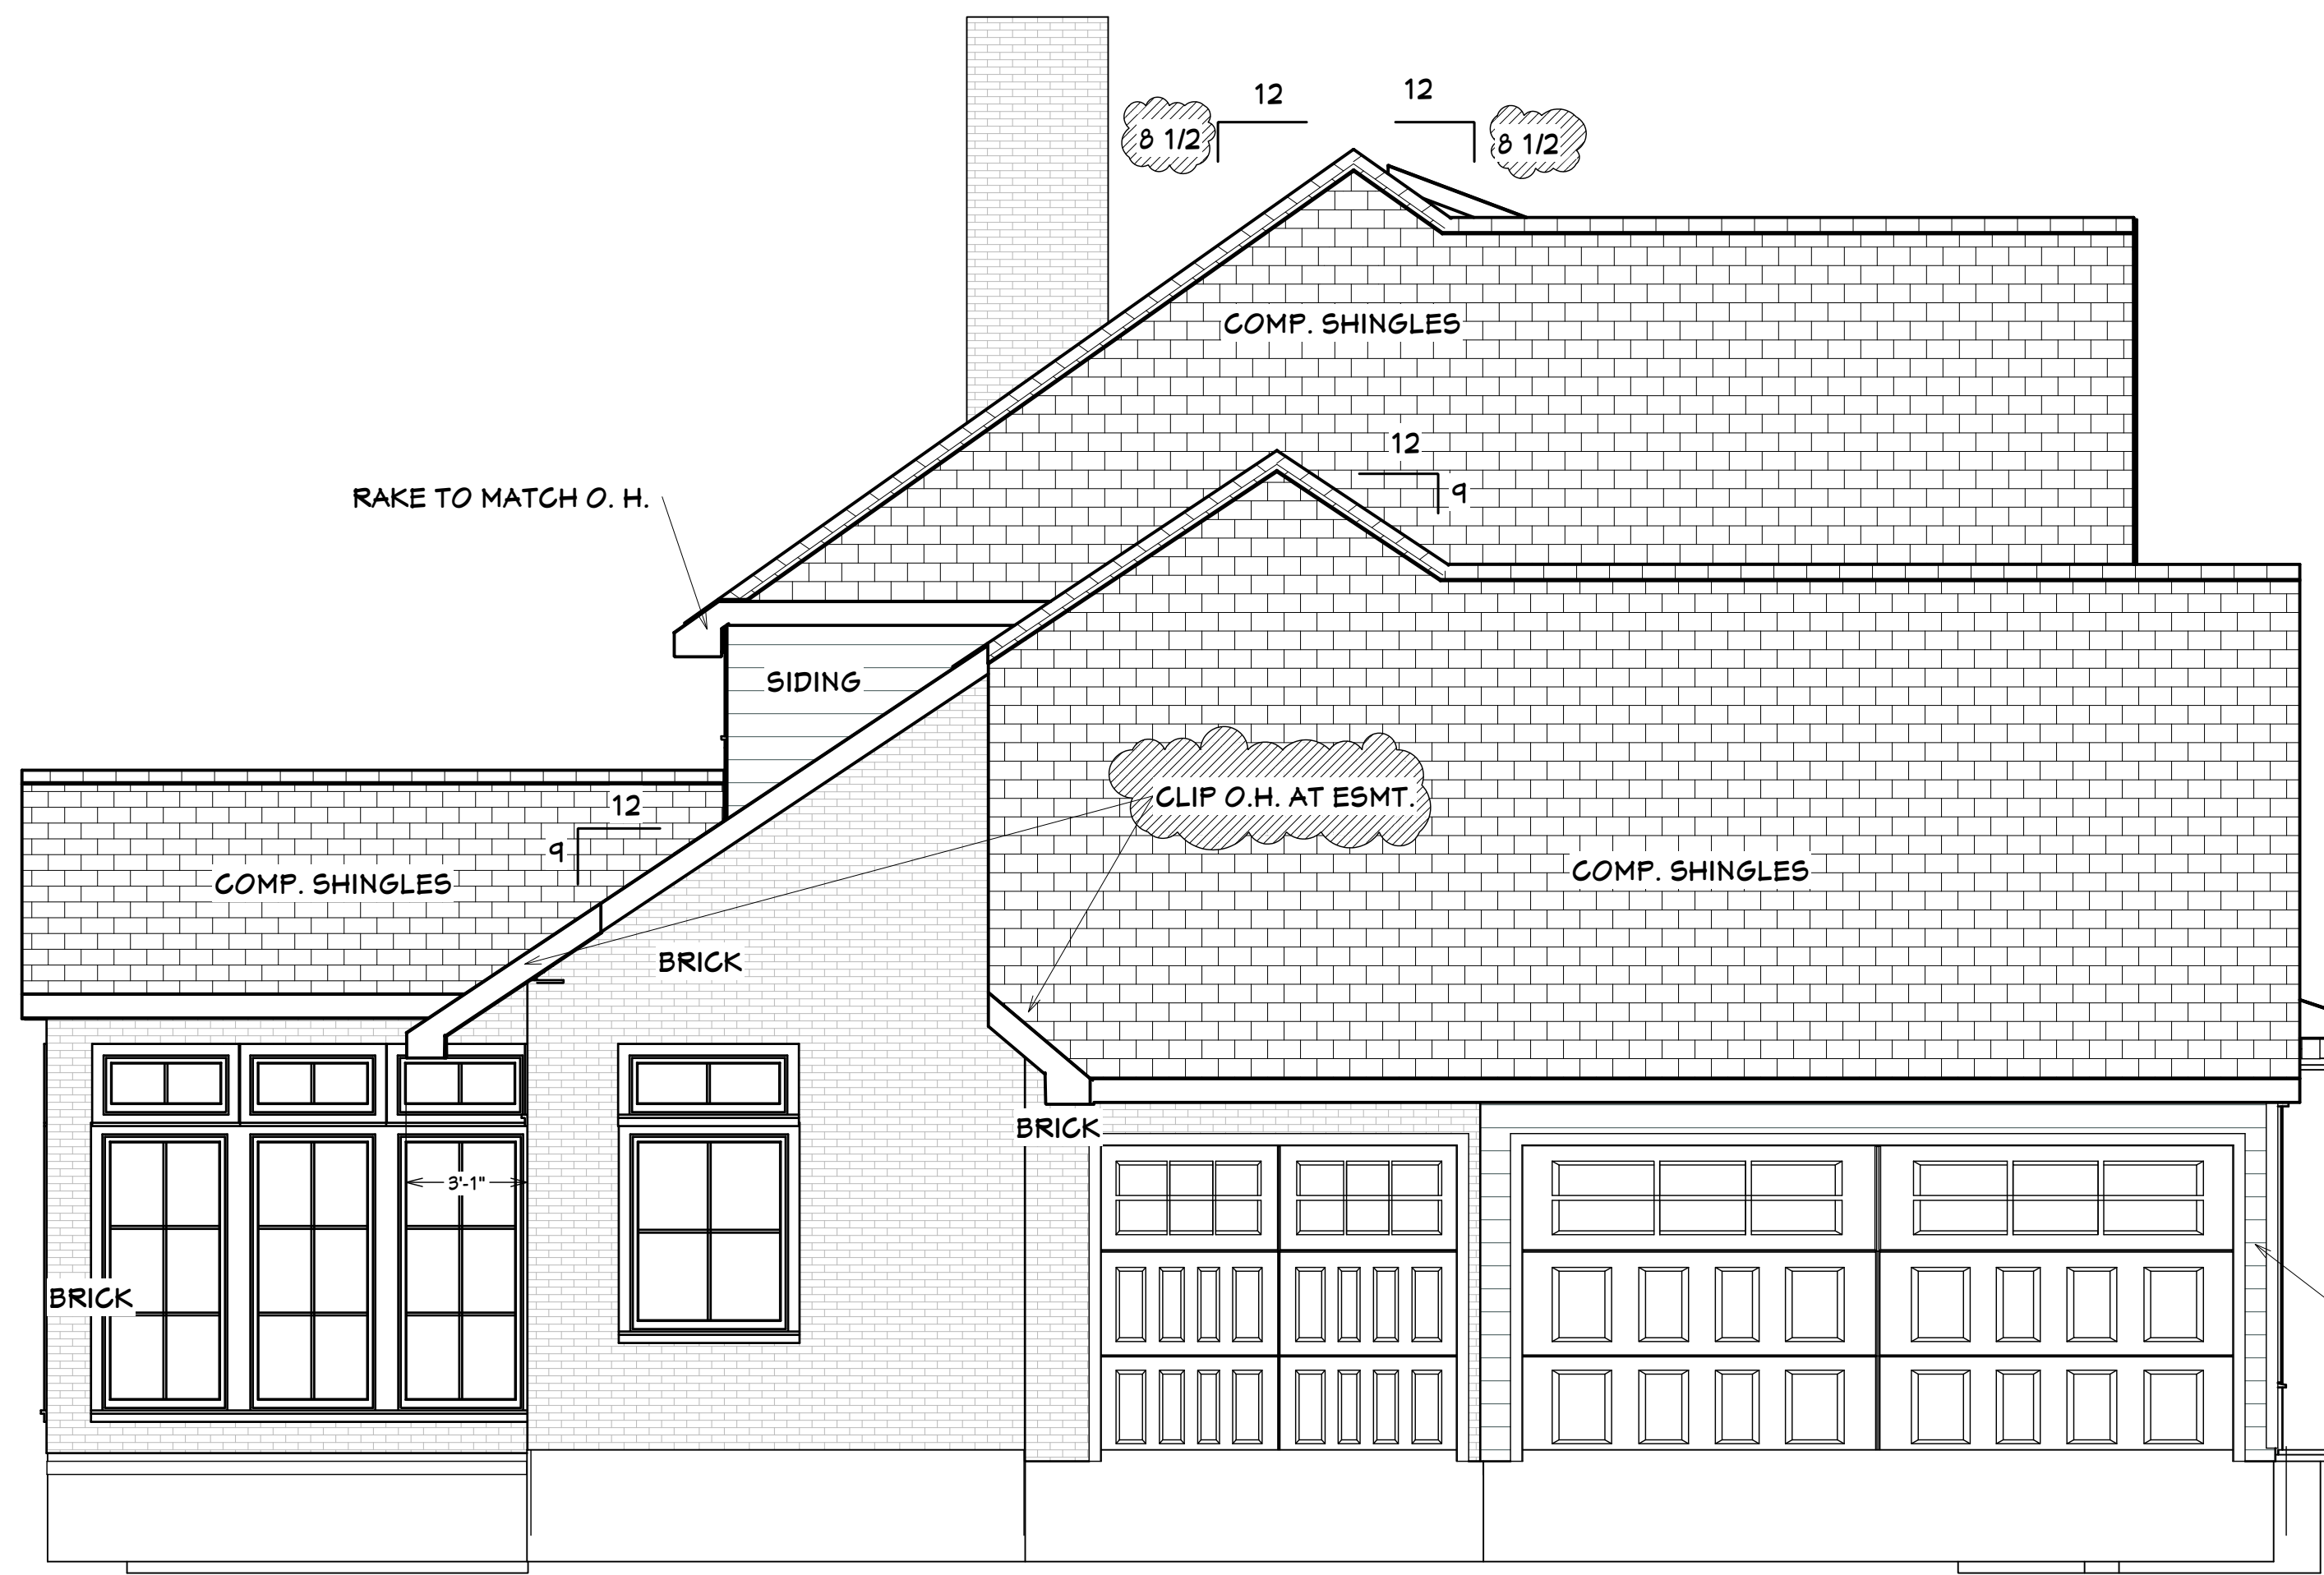 12
12
8 1/2
8 1/2
COMP. SHINGLES
12
9
RAKE TO MATCH O. H.
SIDING
CLIP O.H. AT ESMT.
12
9
COMP. SHINGLES
COMP. SHINGLES
BRICK
BRICK
3'-1"
BRICK